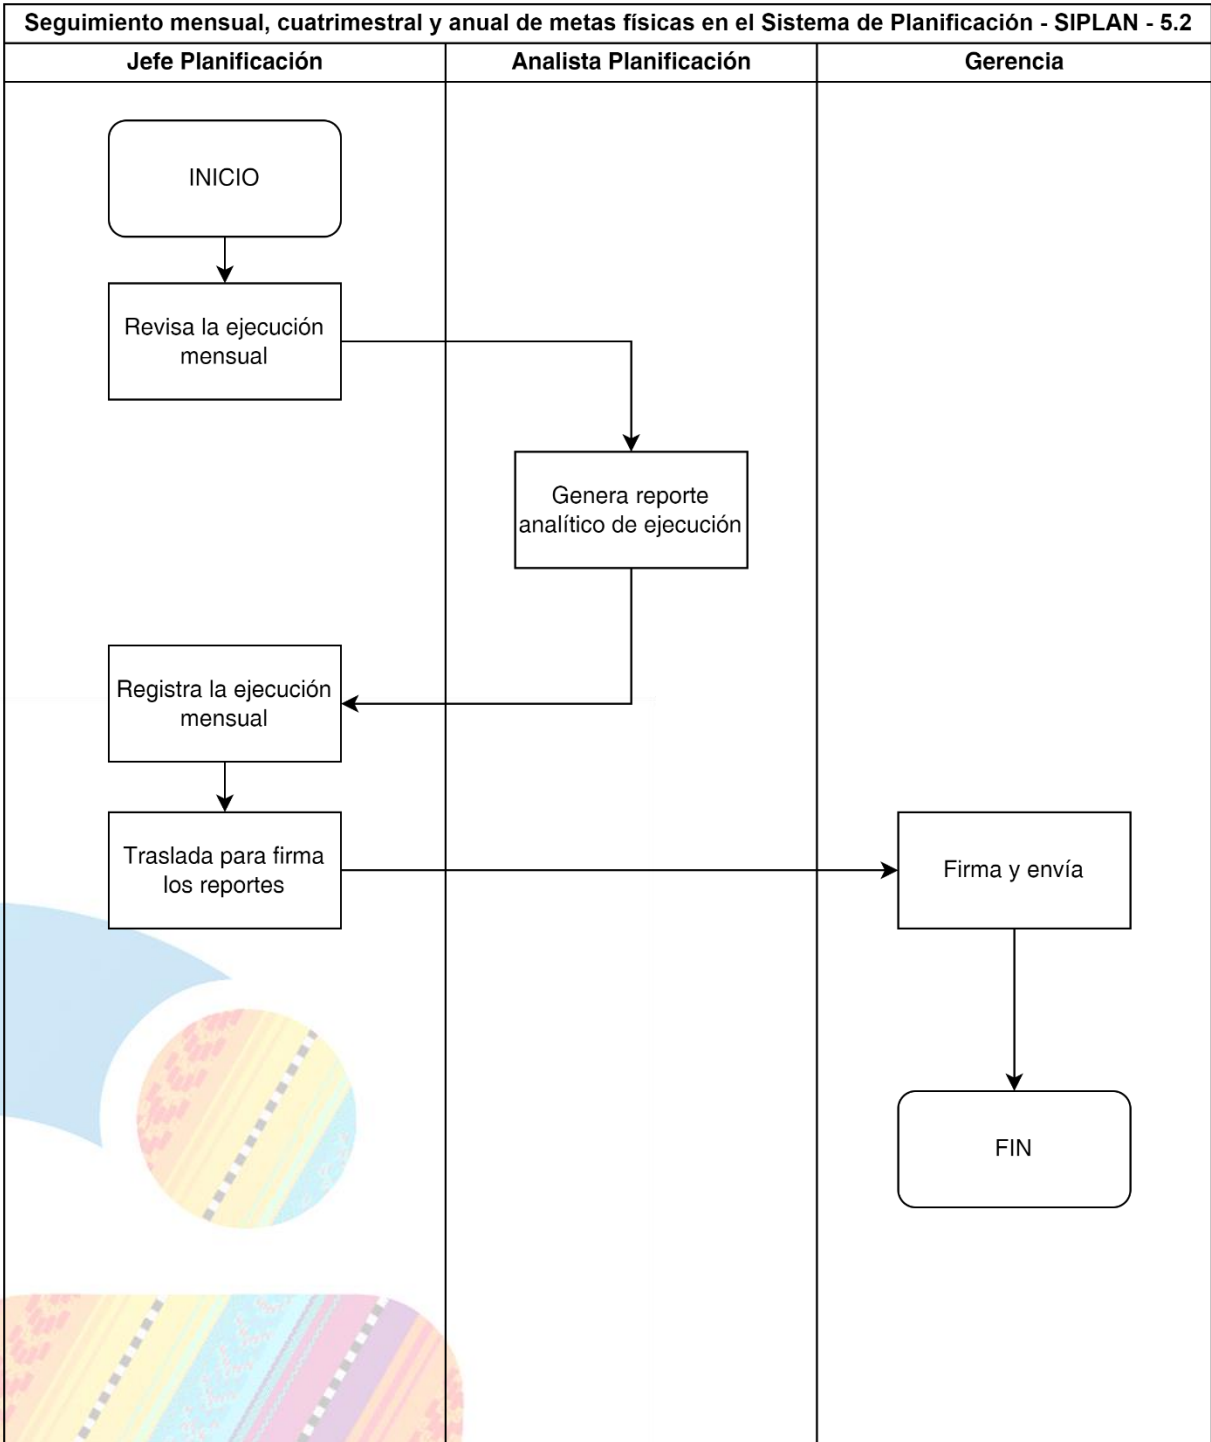 Seguimiento mensual, cuatrimestral y anual de metas físicas en el Sistema de Planificación - SIPLAN - 5.2
Jefe Planificación
Analista Planificación
Gerencia
INICIO
Revisa la ejecución
mensual
Genera reporte
analítico de ejecución
Registra la ejecución
mensual
Traslada para firma
los reportes
Firma y envía
FIN